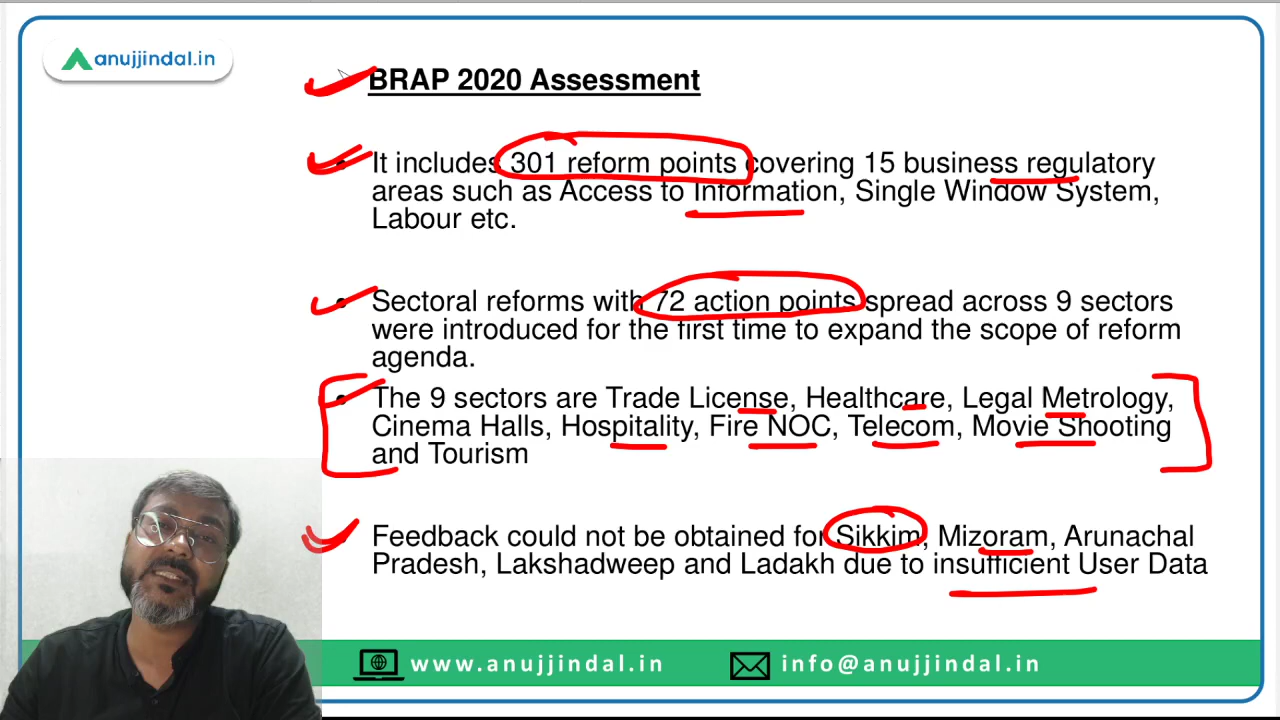 anujjindal.in
BRAP 2020 Assessment
It includes 301 reform points covering 15 business regulatory
areas such as Access to Information, Single Window System,
Labour etc.
Sectoral reforms with 72 action points spread across 9 sectors
were introduced for the first time to expand the scope of reform
agenda.
The 9 sectors are Trade License, Healthcare, Legal Metrology,
Cinema Halls, Hospitality, Fire NOC, Telecom, Movie Shooting
and Tourism
Feedback could not be obtained for Sikkim, Mizoram, Arunachal
Pradesh, Lakshadweep and Ladakh due to insufficient User Data
www.anujjindal.in info@anujjindal.in